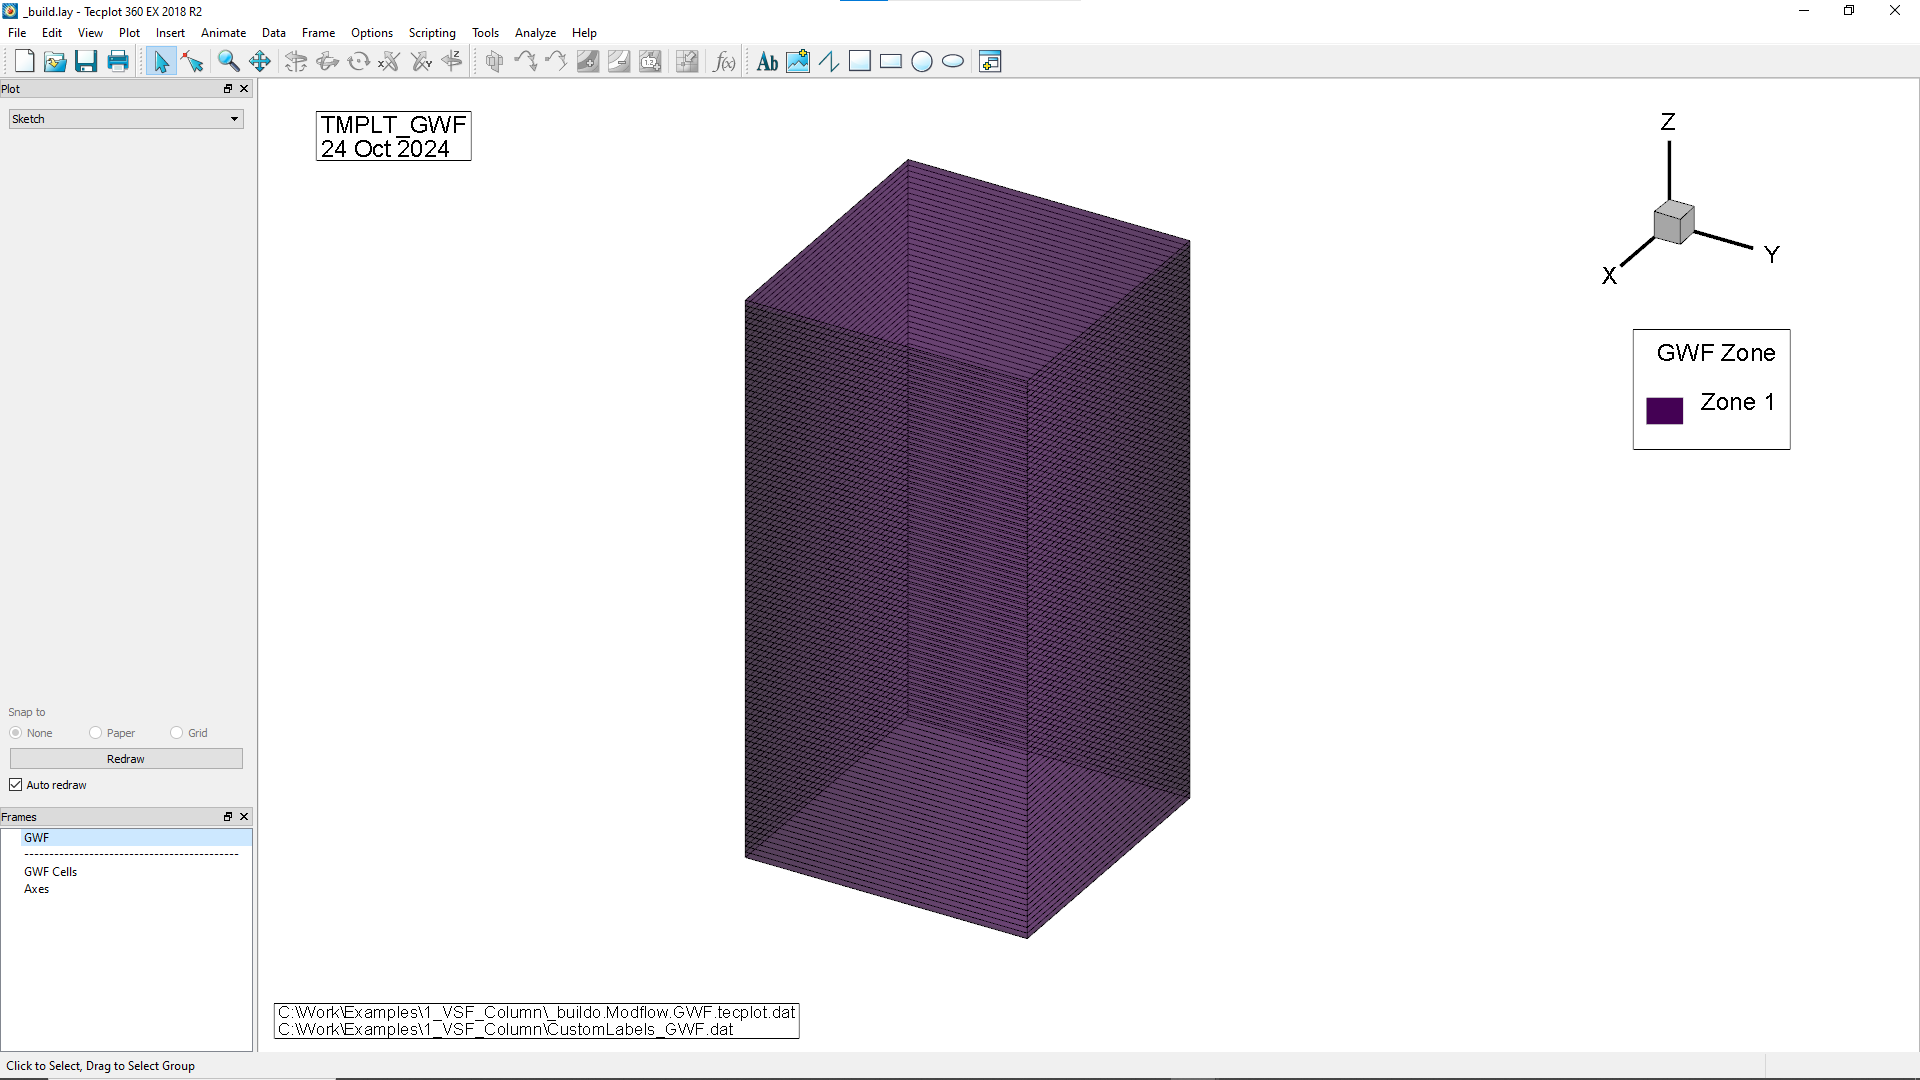 _build.lay - Tecplot 360 EX 2018 R2
File Edit View Plot Insert Animate Data Frame Options Scripting Tools Analyze Help
Z
1.2
f(x)
Ab
Plot
Sketch
Snap to
None Paper Grid
Redraw
Auto redraw
Frames
GWF
GWF Cells
Axes
TMPLT_GWF
24 Oct 2024
Z
Y
X
GWF Zone
Zone 1
C:\Work\Examples\1_VSF_Column\_buildo.Modflow.GWF.tecplot.dat
C:\Work\Examples\1_VSF_Column\CustomLabels_GWF.dat
Click to Select, Drag to Select Group